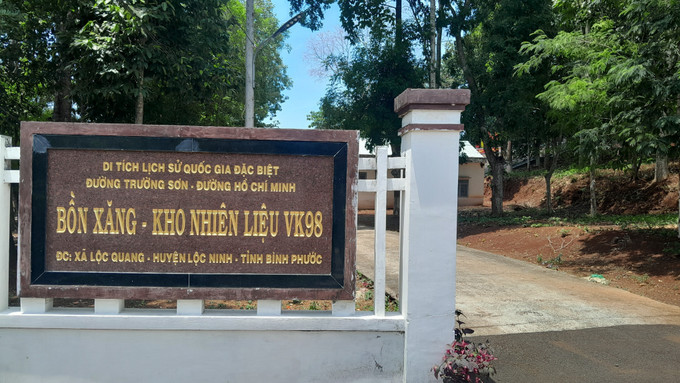 DI TÍCH LỊCH SỬ QUỐC GIA ĐẶC BIỆT
ĐƯỜNG TRƯỜNG SƠN - ĐƯỜNG HỒ CHÍ MINH
BỒN XĂNG - KHO NHIÊN LIỆU VK98
ĐC: XÃ LỘC QUANG - HUYỆN LỘC NINH - TỈNH BÌNH PHƯỚC